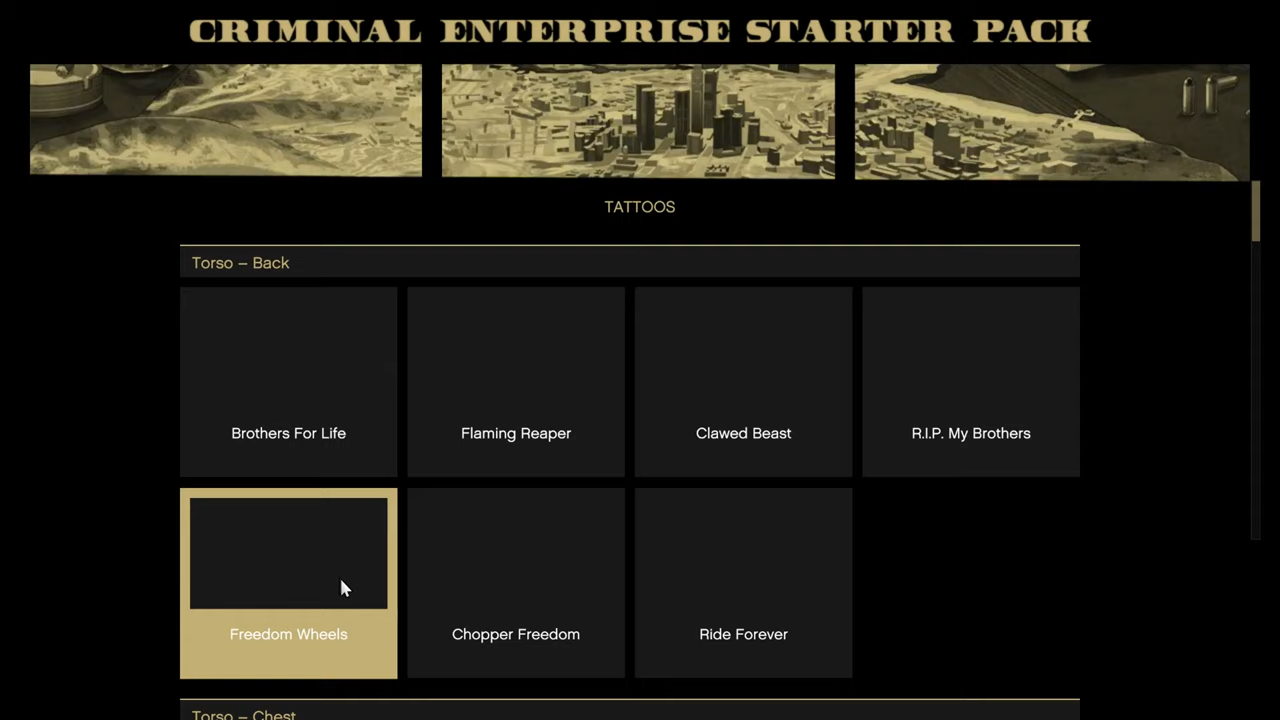 CRIMINAL ENTERPRISE STARTER PACK
TATTOOS
Torso – Back
Brothers For Life
Flaming Reaper
Clawed Beast
R.I.P. My Brothers
Freedom Wheels
Chopper Freedom
Ride Forever
Torso – Chest